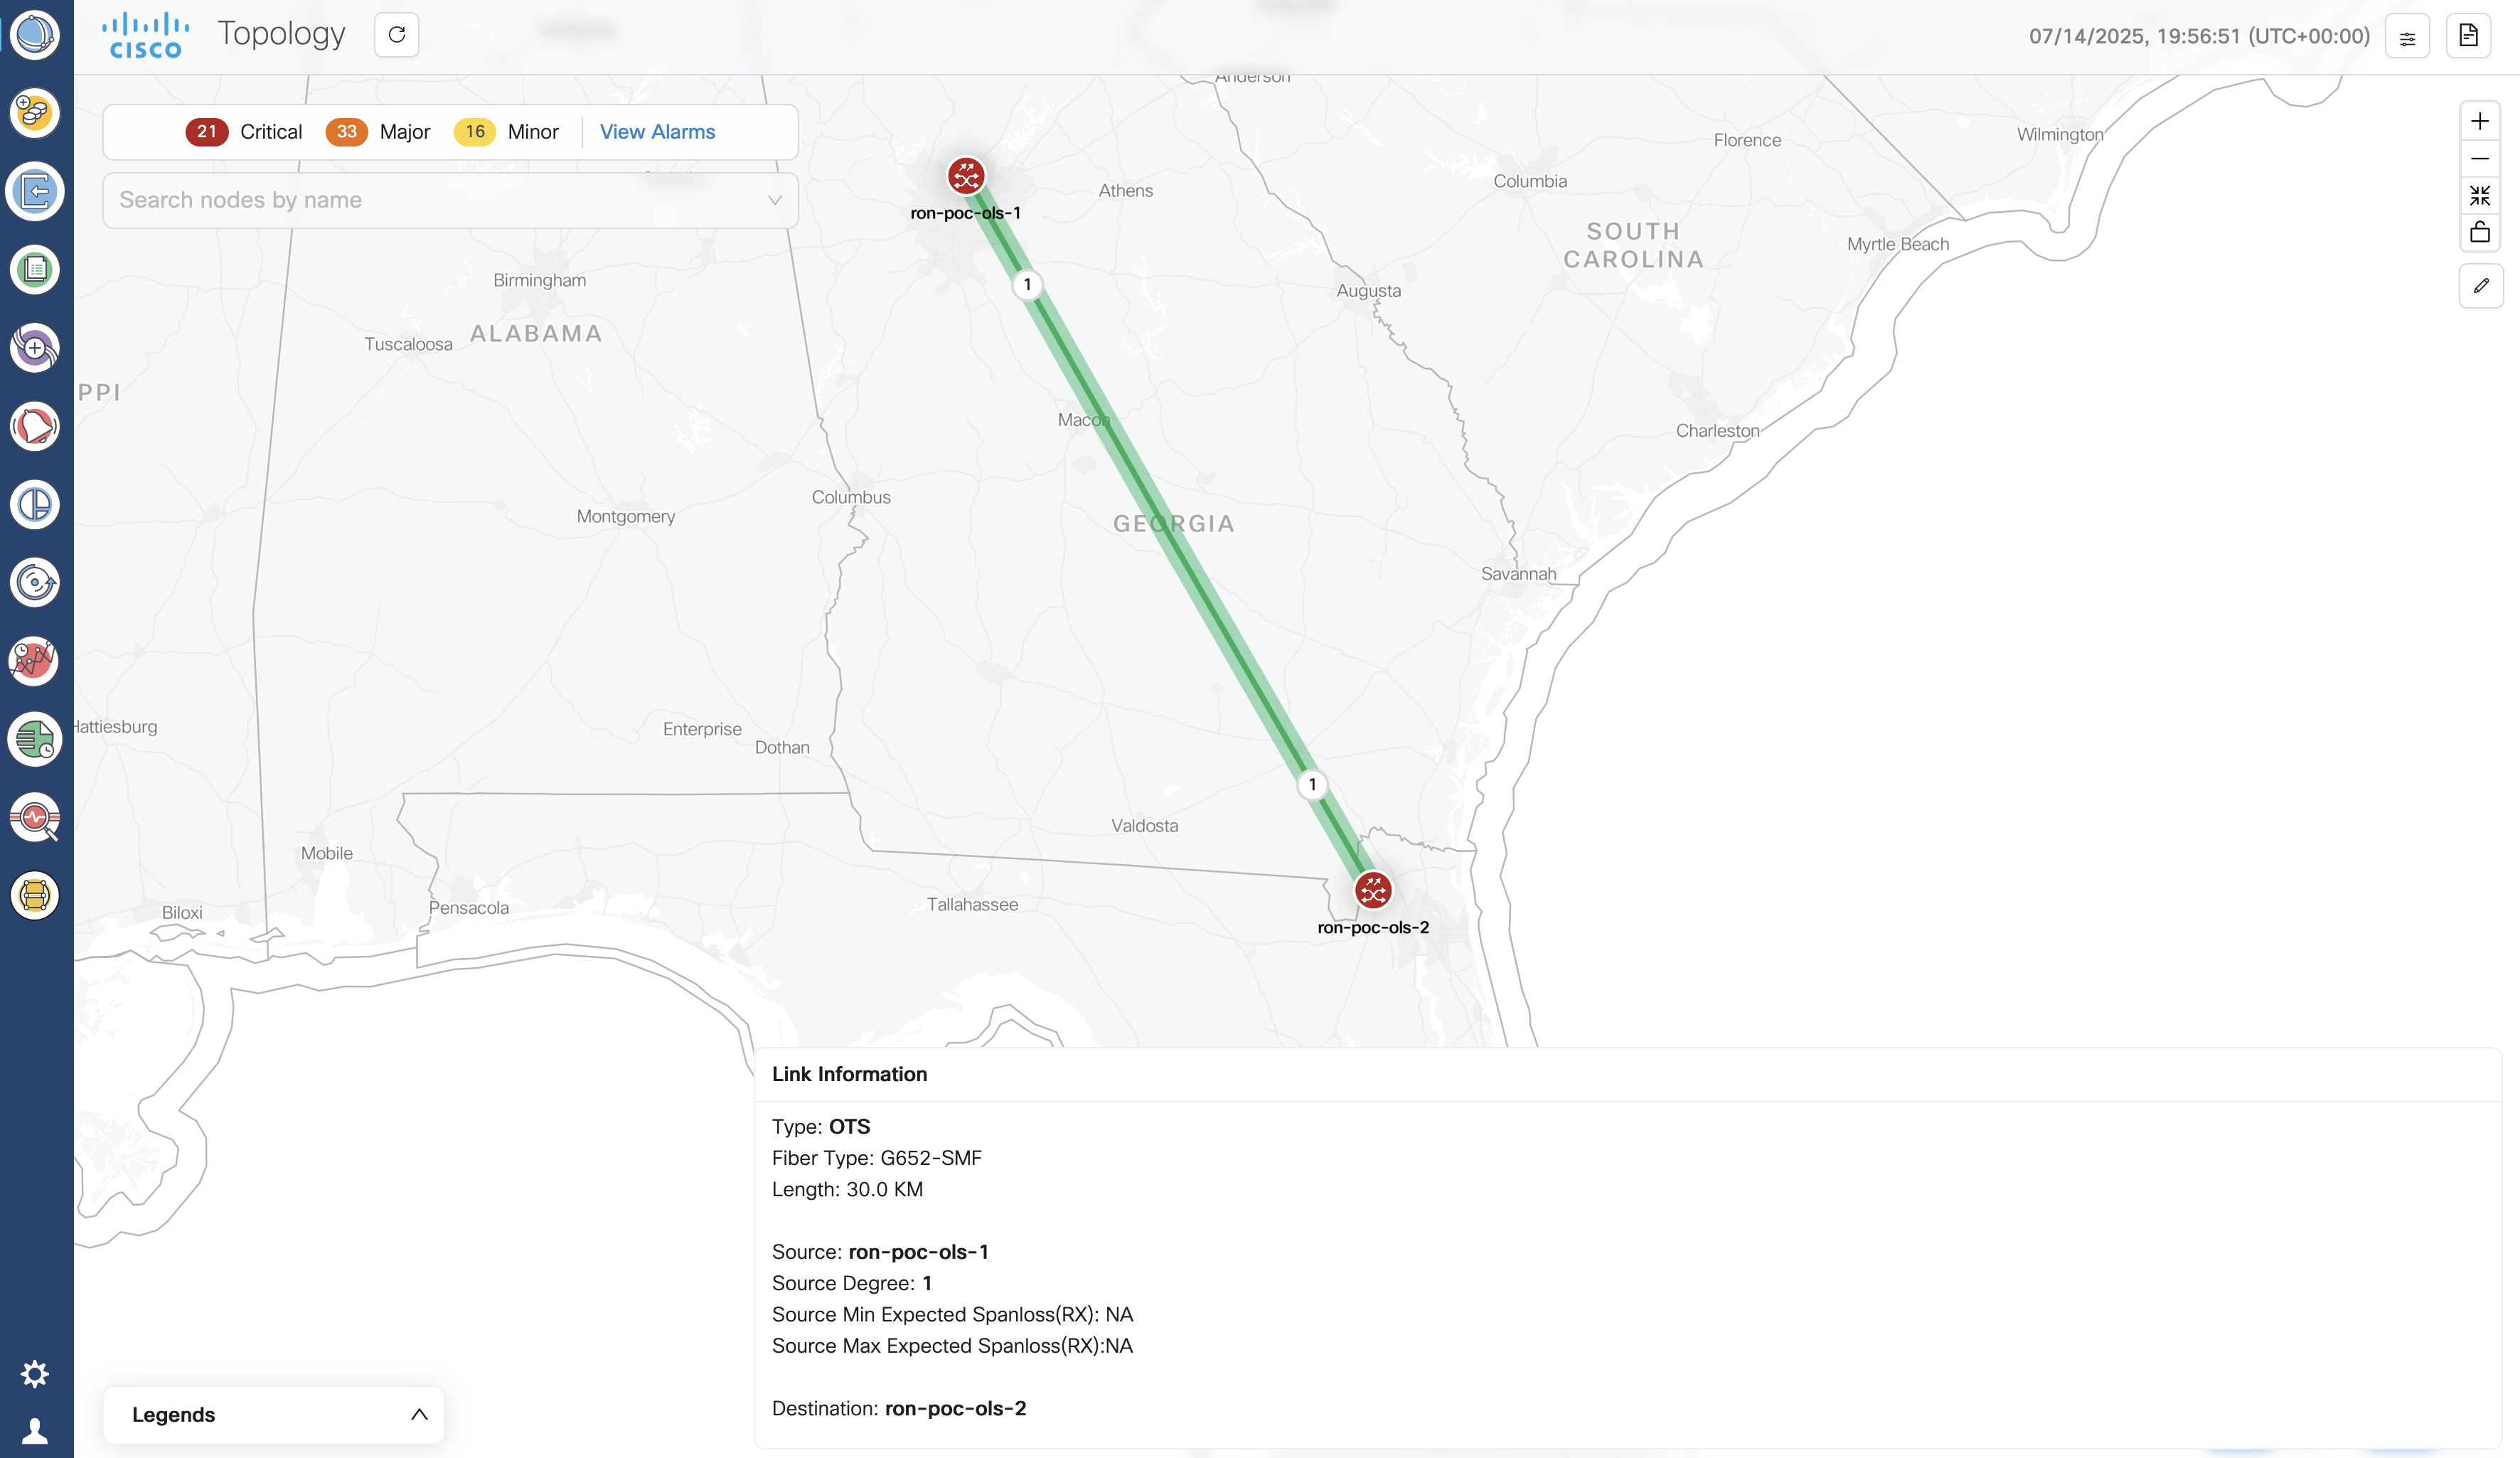 CISCO
Topology
07/14/2025, 19:56:51 (UTC+00:00)
Anderson
21 Critical 33 Major 16 Minor View Alarms
Search nodes by name
ron-poc-ols-1
Athens
Columbia
Florence
Wilmington
SOUTH
CAROLINA
Myrtle Beach
1
Birmingham
Augusta
ALABAMA
Tuscaloosa
PPI
Macon
Charleston
Columbus
Montgomery
GEORGIA
Savannah
Hattiesburg
Enterprise
Dothan
1
Valdosta
Mobile
Tallahassee
Pensacola
Biloxi
ron-poc-ols-2
Link Information
Type: OTS
Fiber Type: G652-SMF
Length: 30.0 KM
Source: ron-poc-ols-1
Source Degree: 1
Source Min Expected Spanloss(RX): NA
Source Max Expected Spanloss(RX):NA
Destination: ron-poc-ols-2
Legends